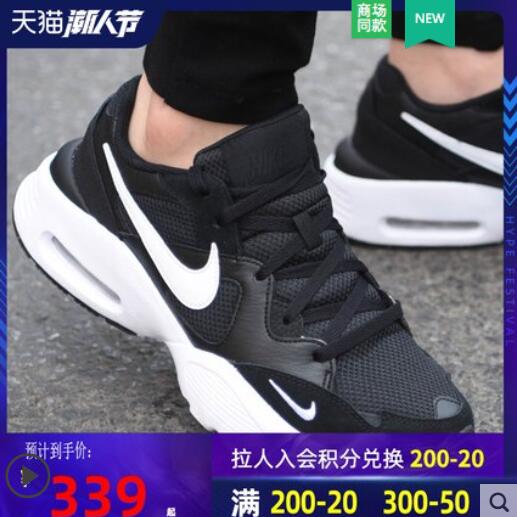 天猫潮人节
商场
同款
NEW
NIKE
HYPE FESTIVAL
预计到手价:
339起
拉人入会积分兑换 200-20
满 200-20 300-50